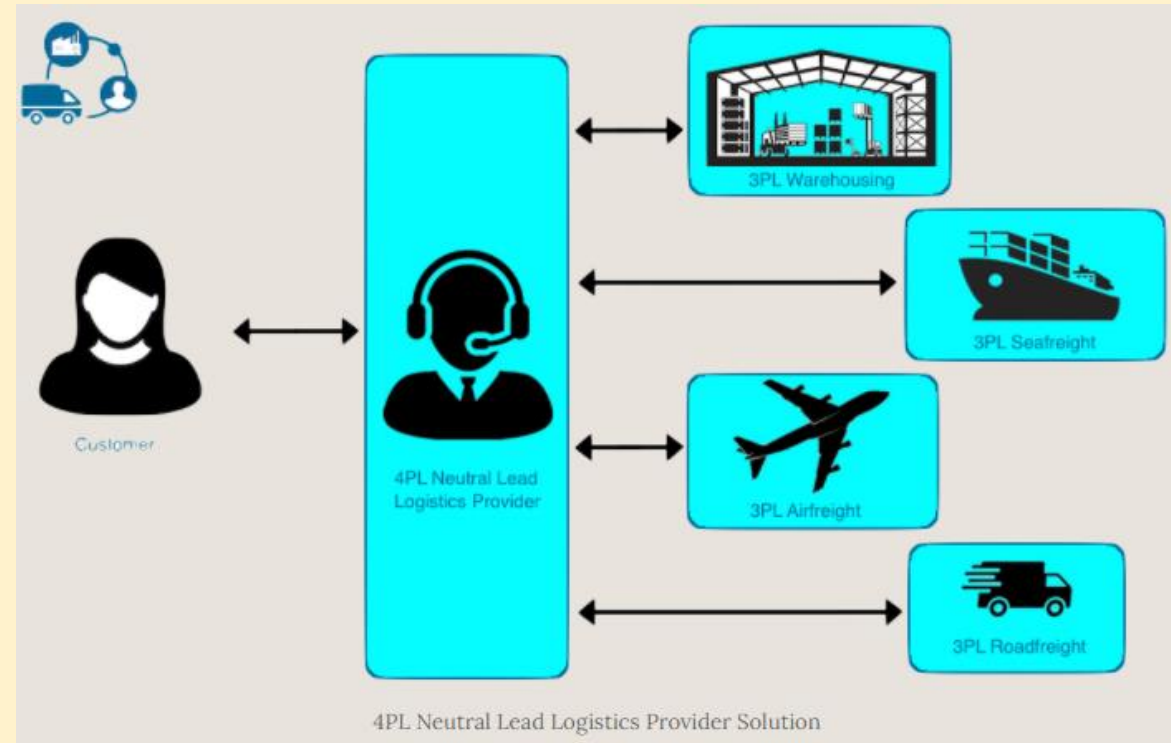 3PL Warehousing
3PL Seafreight
Customer
4PL Neutral Lead
Logistics Provider
3PL Airfreight
3PL Roadfreight
4PL Neutral Lead Logistics Provider Solution